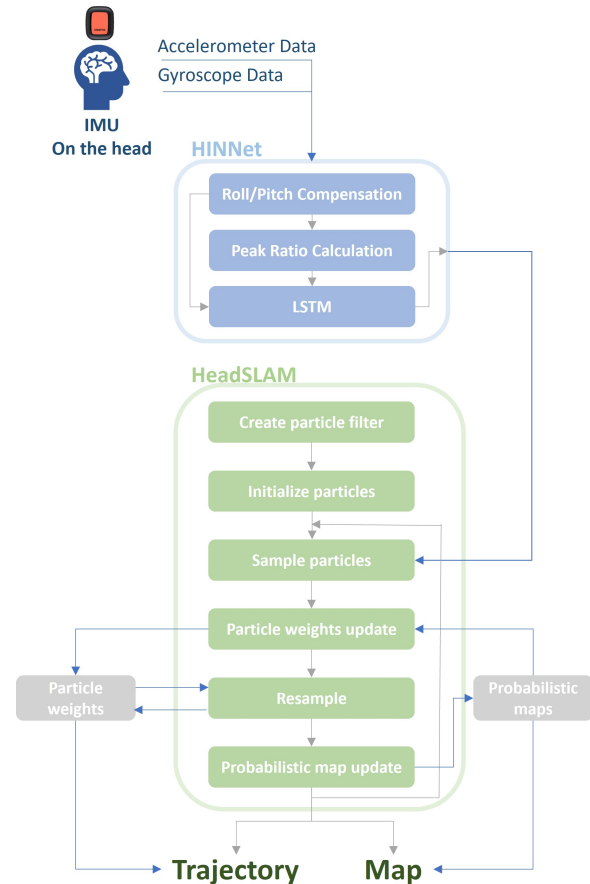 Accelerometer Data
Gyroscope Data
IMU
On the head
HINNet
Roll/Pitch Compensation
Peak Ratio Calculation
LSTM
HeadSLAM
Create particle filter
Initialize particles
Sample particles
Particle weights update
Particle
weights
Resample
Probabilistic
maps
Probabilistic map update
Trajectory
Map